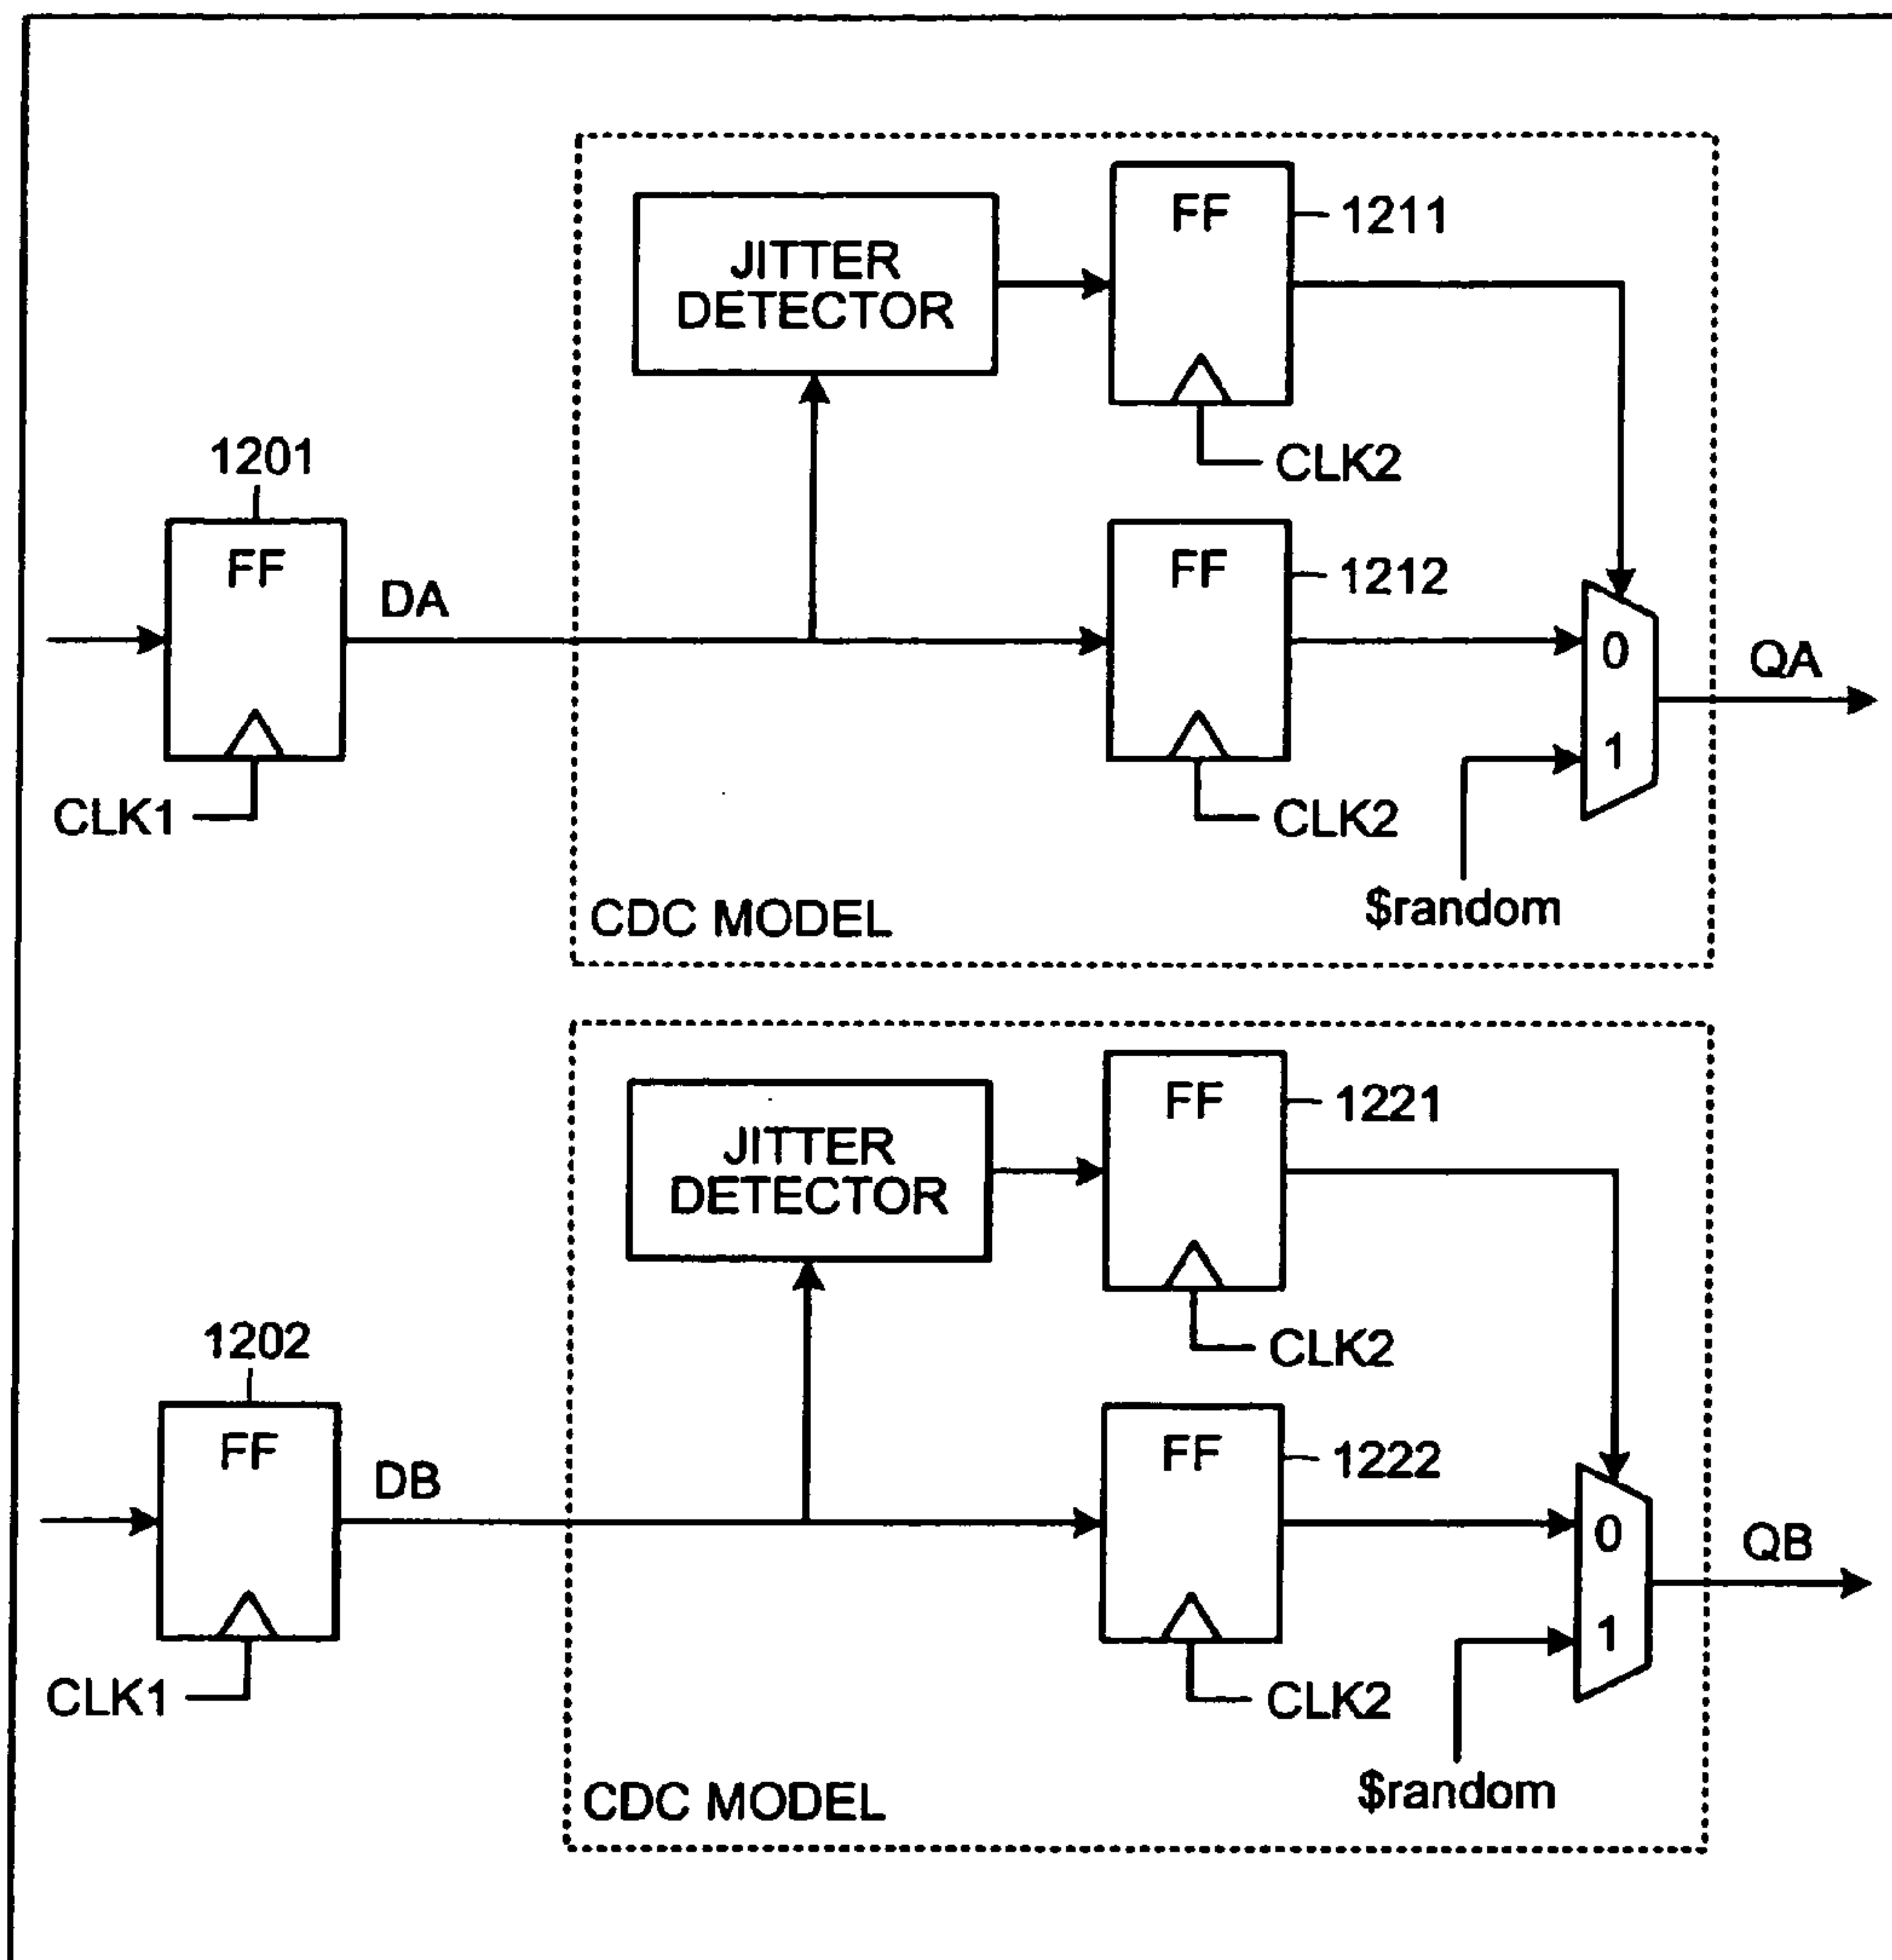 FF
1211
JITTER
DETECTOR
CLK2
1201
FF
DA
FF
1212
0
QA
1
CLK1
CLK2
$random
CDC MODEL
FF
1221
JITTER
DETECTOR
CLK2
1202
FF
DB
FF
1222
0
QB
1
CLK1
CLK2
$random
CDC MODEL